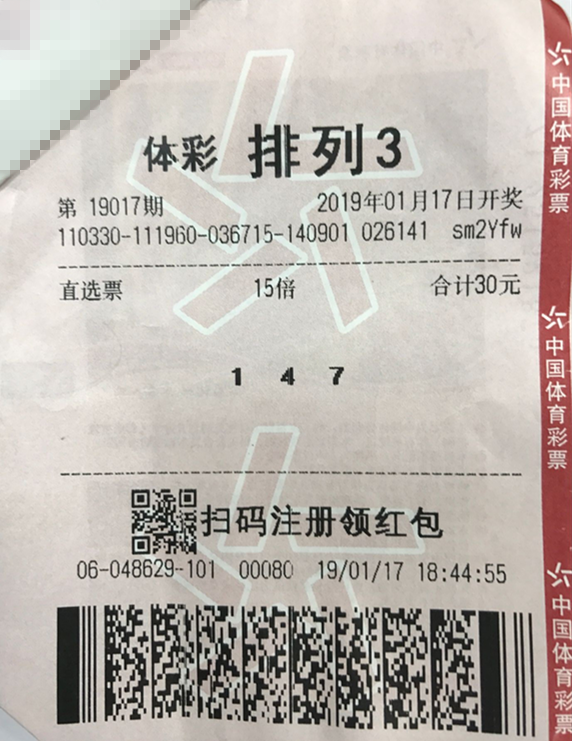 体彩 排列3
第 19017期 2019年01月17日开奖
110330-111960-036715-140901 026141 sm2Yfw
直选票 15倍 合计30元
1 4 7
扫码注册领红包
06-048629-101 00080 19/01/17 18:44:55
中国体育彩票
中国体育彩票
中国体育彩票